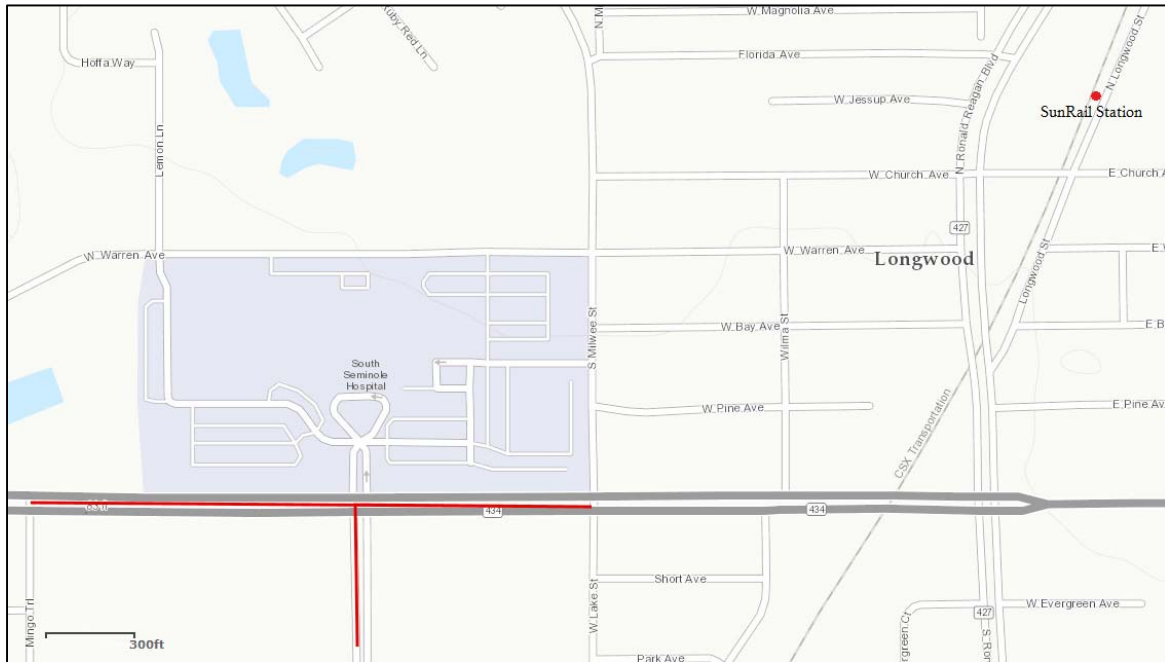 W Magnolia Ave
Ruby Red Ln
Florida Ave
Hoffa Way
N Ronald Reagan Blvd
N Longwood St
W Jessup Ave
SunRail Station
Lemon Ln
W Church Ave
E Church A
427
W Warren Ave
W Warren Ave
Longwood
Longwood St
S Milwee St
W Bay Ave
Wilma St
South
Seminole
Hospital
W Pine Ave
E Pine Av
CSX Transportation
434
434
Short Ave
W Lake St
Mingo Trl
W Evergreen Ave
427
300ft
Park Ave